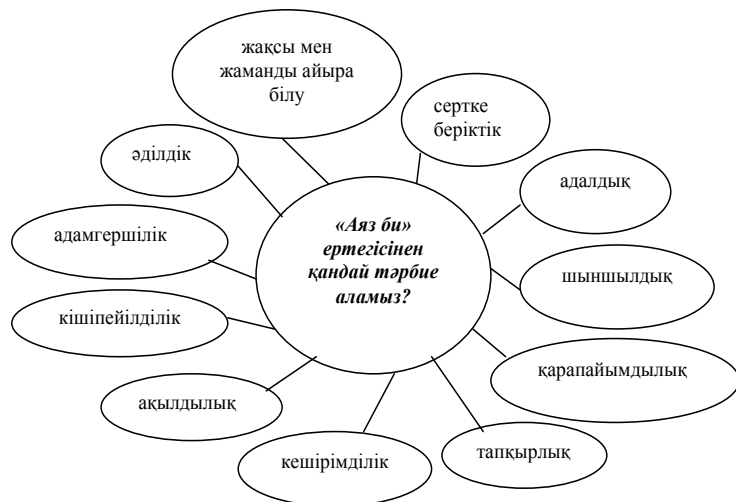 жақсы мен
жаманды айыра
білу
сертке
беріктік
әділдік
адалдық
«Аяз би»
ертегісінен
қандай тәрбие
аламыз?
адамгершілік
шыншылдық
кішіпейілділік
қарапайымдылық
ақылдылық
тапқырлық
кешірімділік